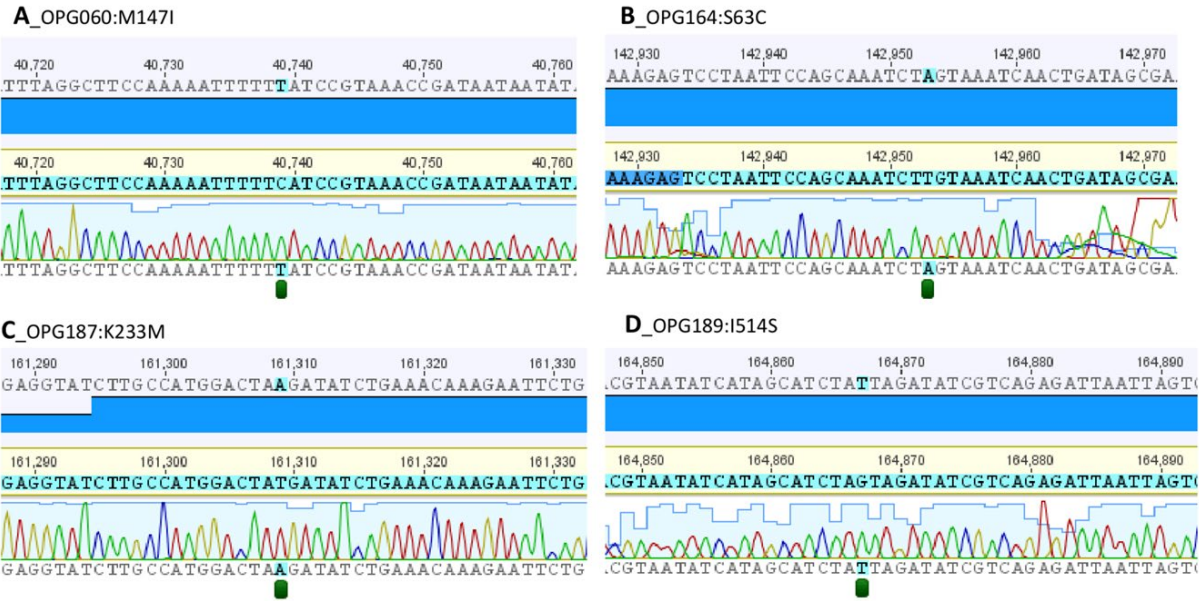 A_OPG060:M147I
40,720 40,730 40,740 40,750 40,760
.TTTAGGCTTCCAAAAATTTTTTATCCGTAAACCGATAATAATAT.
40,720 40,730 40,740 40,750 40,760
TTTAGGCTTCCAAAAATTTTTCATCCGTAAACCGATAATAATAT.
.TTTAGGCTTCCAAAAATTTTTTATCCGTAAACCGATAATAATAT.
B_OPG164:S63C
142,930 142,940 142,950 142,960 142,970
AAAGAGTCCTAATTCCAGCAAATCTAGTAAATCAACTGATAGCGA.
142,930 142,940 142,950 142,960 142,970
AAAGAGTCCTAATTCCAGCAAATCTTGTAAATCAACTGATAGCGA.
AAAGAGTCCTAATTCCAGCAAATCTAGTAAATCAACTGATAGCGA.
C_OPG187:K233M
161,290 161,300 161,310 161,320 161,330
GAGGTATCTTGCCATGGACTAAGATATCTGAAACAAAGAATTCTG
161,290 161,300 161,310 161,320 161,330
GAGGTATCTTGCCATGGACTATGATATCTGAAACAAAGAATTCTG
GAGGTATCTTGCCATGGACTAAGATATCTGAAACAAAGAATTCTG
D_OPG189:I514S
164,850 164,860 164,870 164,880 164,890
.CGTAATATCATAGCATCTATTAGATATCGTCAGAGATTAATTAGTC
164,850 164,860 164,870 164,880 164,890
.CGTAATATCATAGCATCTAGTAGATATCGTCAGAGATTAATTAGTC
.CGTAATATCATAGCATCTATTAGATATCGTCAGAGATTAATTAGTC